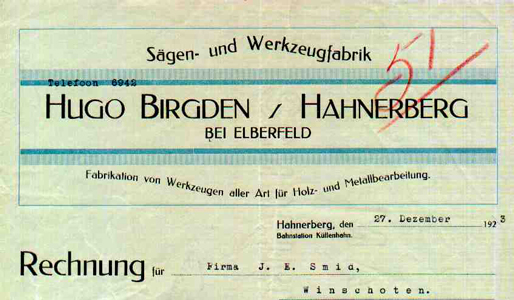 Sägen- und Werkzeugfabrik
51
Telefoon 6942
HUGO BIRGDEN / HAHNERBERG
BEI ELBERFELD
Fabrikation von Werkzeugen aller Art für Holz- und Metallbearbeitung.
Hahnerberg, den 27. Dezember 1923
Bahnstation Küllenhahn.
Rechnung für Firma J. E. Smid,
Winschoten.